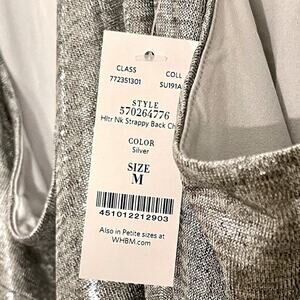 CLASS COLL
772351301 SU191A
STYLE
570264776
Hltr Nk Strappy Back Ch
COLOR
Silver
SIZE
M
451012212903
Also in Petite sizes at
WHBM.com